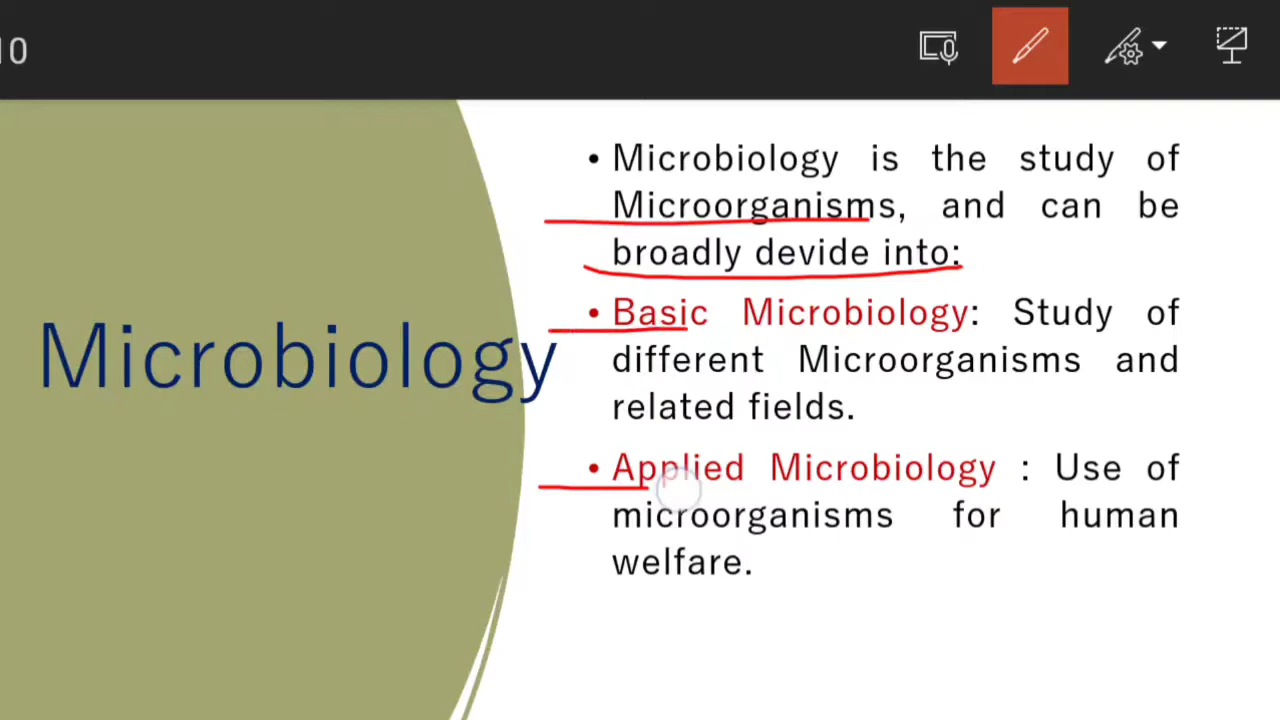 10
Microbiology
• Microbiology is the study of
Microorganisms, and can be
broadly devide into:
• Basic Microbiology: Study of
different Microorganisms and
related fields.
• Applied Microbiology : Use of
microorganisms for human
welfare.